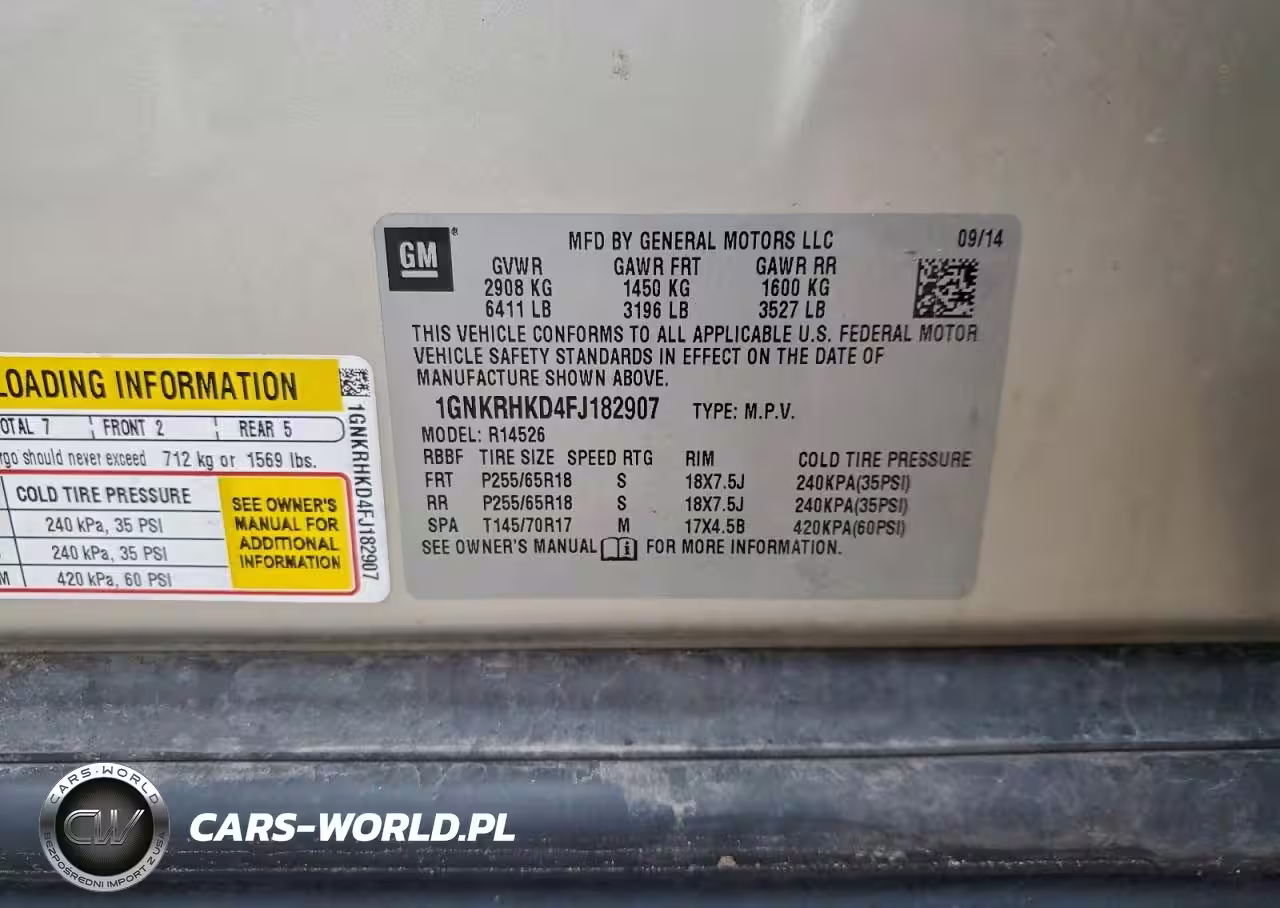 GM ®
MFD BY GENERAL MOTORS LLC 09/14
GVWR GAWR FRT GAWR RR
2908 KG 1450 KG 1600 KG
6411 LB 3196 LB 3527 LB
THIS VEHICLE CONFORMS TO ALL APPLICABLE U.S. FEDERAL MOTOR
VEHICLE SAFETY STANDARDS IN EFFECT ON THE DATE OF
MANUFACTURE SHOWN ABOVE.
1GNKRHKD4FJ182907 TYPE: M.P.V.
MODEL: R14526
RBBF TIRE SIZE SPEED RTG RIM COLD TIRE PRESSURE
FRT P255/65R18 S 18X7.5J 240KPA(35PSI)
RR P255/65R18 S 18X7.5J 240KPA(35PSI)
SPA T145/70R17 M 17X4.5B 420KPA(60PSI)
SEE OWNER'S MANUAL FOR MORE INFORMATION.
LOADING INFORMATION
OTAL 7 FRONT 2 REAR 5
rgo should never exceed 712 kg or 1569 lbs.
COLD TIRE PRESSURE
240 kPa, 35 PSI
240 kPa, 35 PSI
M 420 kPa, 60 PSI
SEE OWNER'S
MANUAL FOR
ADDITIONAL
INFORMATION
1GNKRHKD4FJ182907
CARS-WORLD
CW
BEZPOŚREDNI IMPORT Z USA
CARS-WORLD.PL